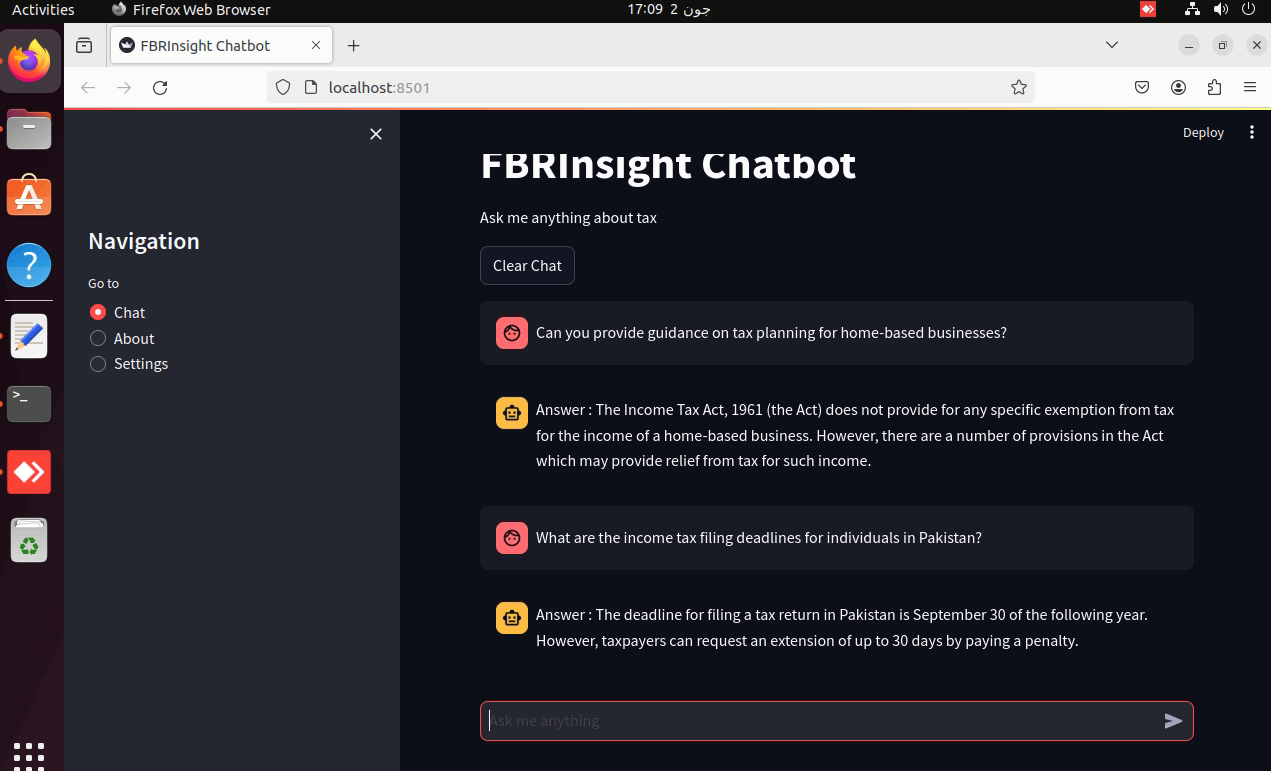 Activities
Firefox Web Browser
17:09 2 جون
FBRInsight Chatbot
localhost:8501
Deploy
FBRInsight Chatbot
Ask me anything about tax
Clear Chat
Navigation
Go to
Chat
About
Settings
Can you provide guidance on tax planning for home-based businesses?
Answer : The Income Tax Act, 1961 (the Act) does not provide for any specific exemption from tax
for the income of a home-based business. However, there are a number of provisions in the Act
which may provide relief from tax for such income.
What are the income tax filing deadlines for individuals in Pakistan?
Answer : The deadline for filing a tax return in Pakistan is September 30 of the following year.
However, taxpayers can request an extension of up to 30 days by paying a penalty.
Ask me anything